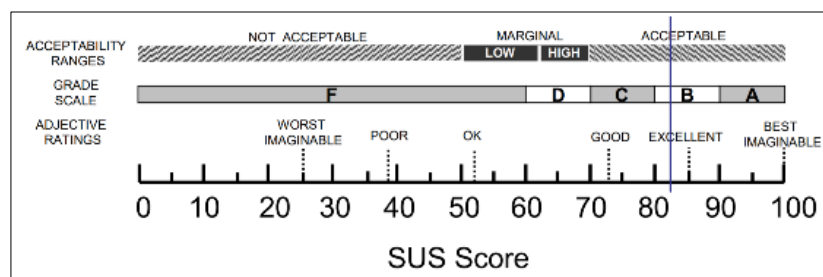 ACCEPTABILITY RANGES
NOT ACCEPTABLE
MARGINAL
ACCEPTABLE
LOW
HIGH
GRADE SCALE
F
D
C
B
A
ADJECTIVE RATINGS
WORST IMAGINABLE
POOR
OK
GOOD
EXCELLENT
BEST IMAGINABLE
0 10 20 30 40 50 60 70 80 90 100
SUS Score